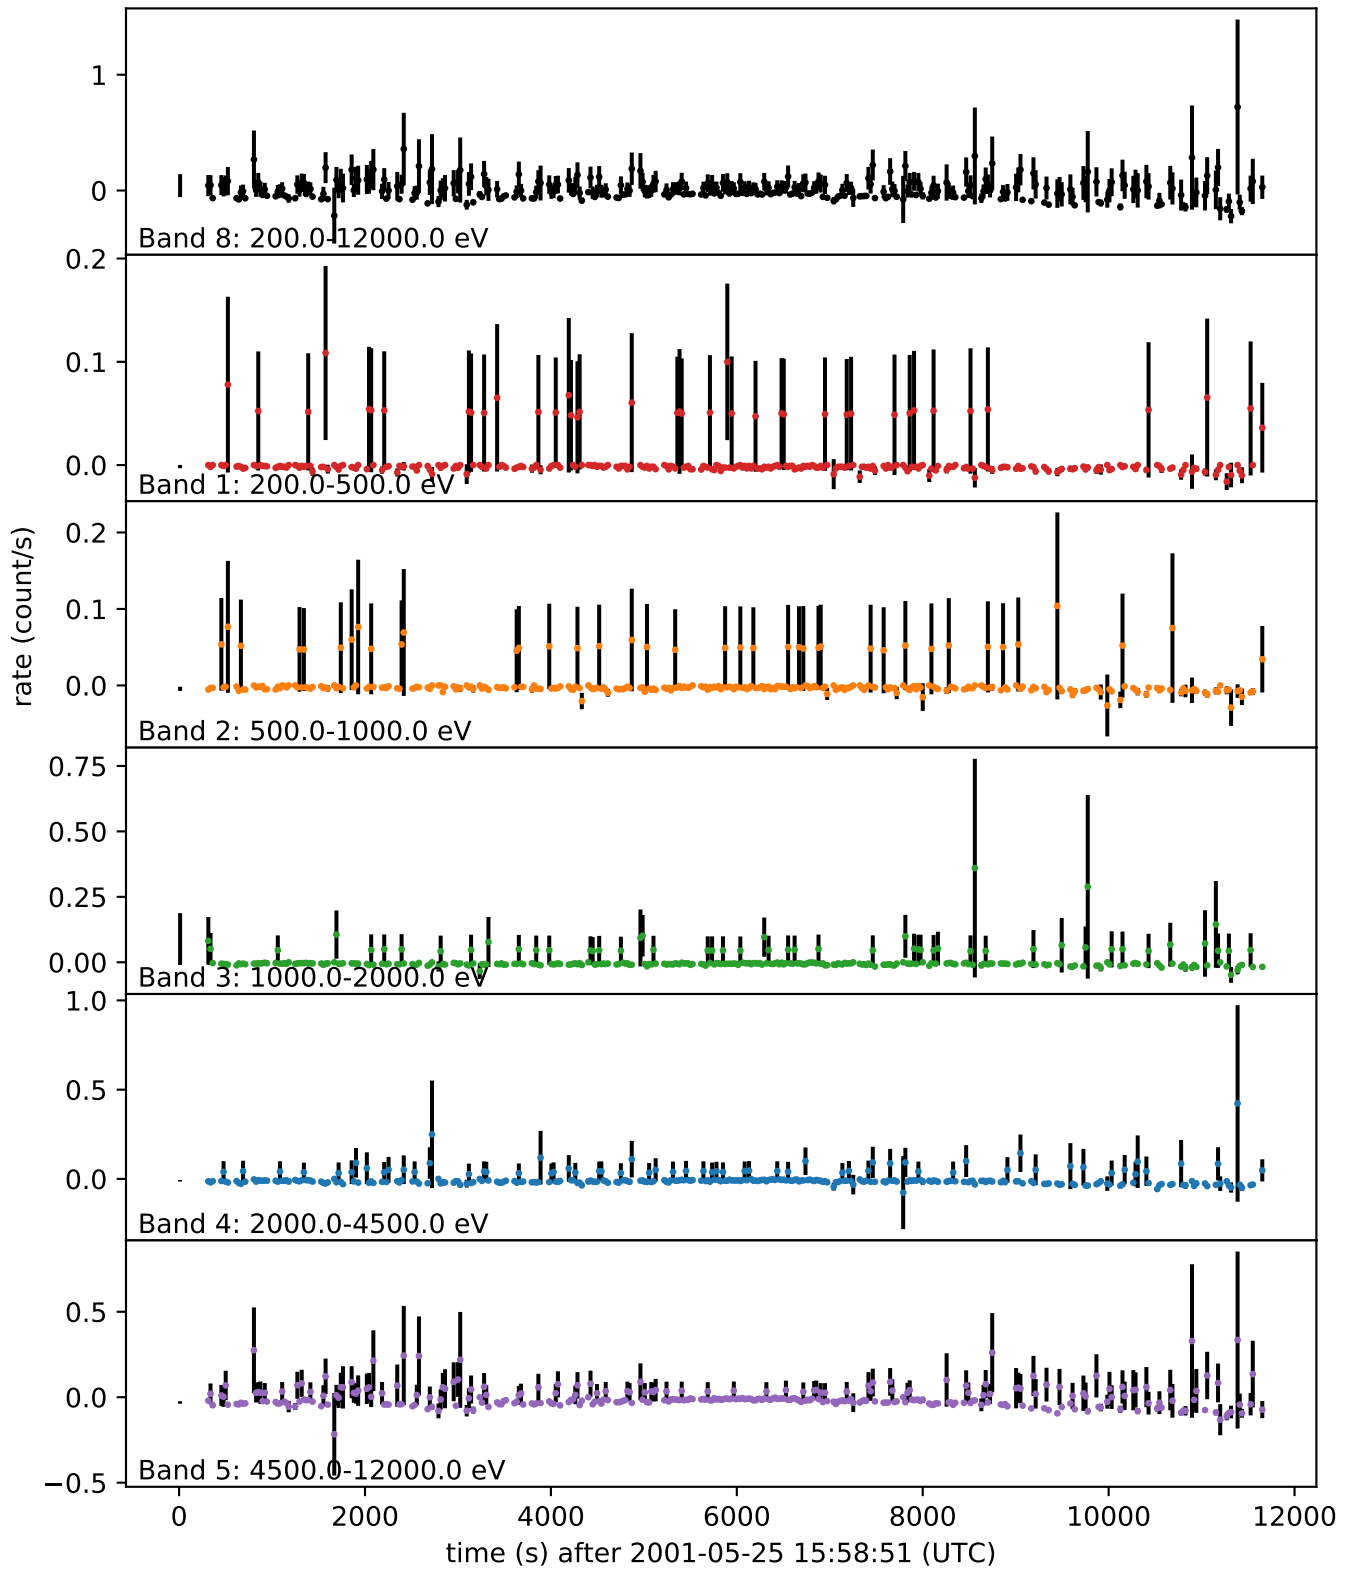 1
0
Band 8: 200.0-12000.0 eV
0.2
0.1
0.0
Band 1: 200.0-500.0 eV
rate (count/s)
0.2
0.1
0.0
Band 2: 500.0-1000.0 eV
0.75
0.50
0.25
0.00
Band 3: 1000.0-2000.0 eV
1.0
0.5
0.0
Band 4: 2000.0-4500.0 eV
0.5
0.0
−0.5
Band 5: 4500.0-12000.0 eV
0 2000 4000 6000 8000 10000 12000
time (s) after 2001-05-25 15:58:51 (UTC)